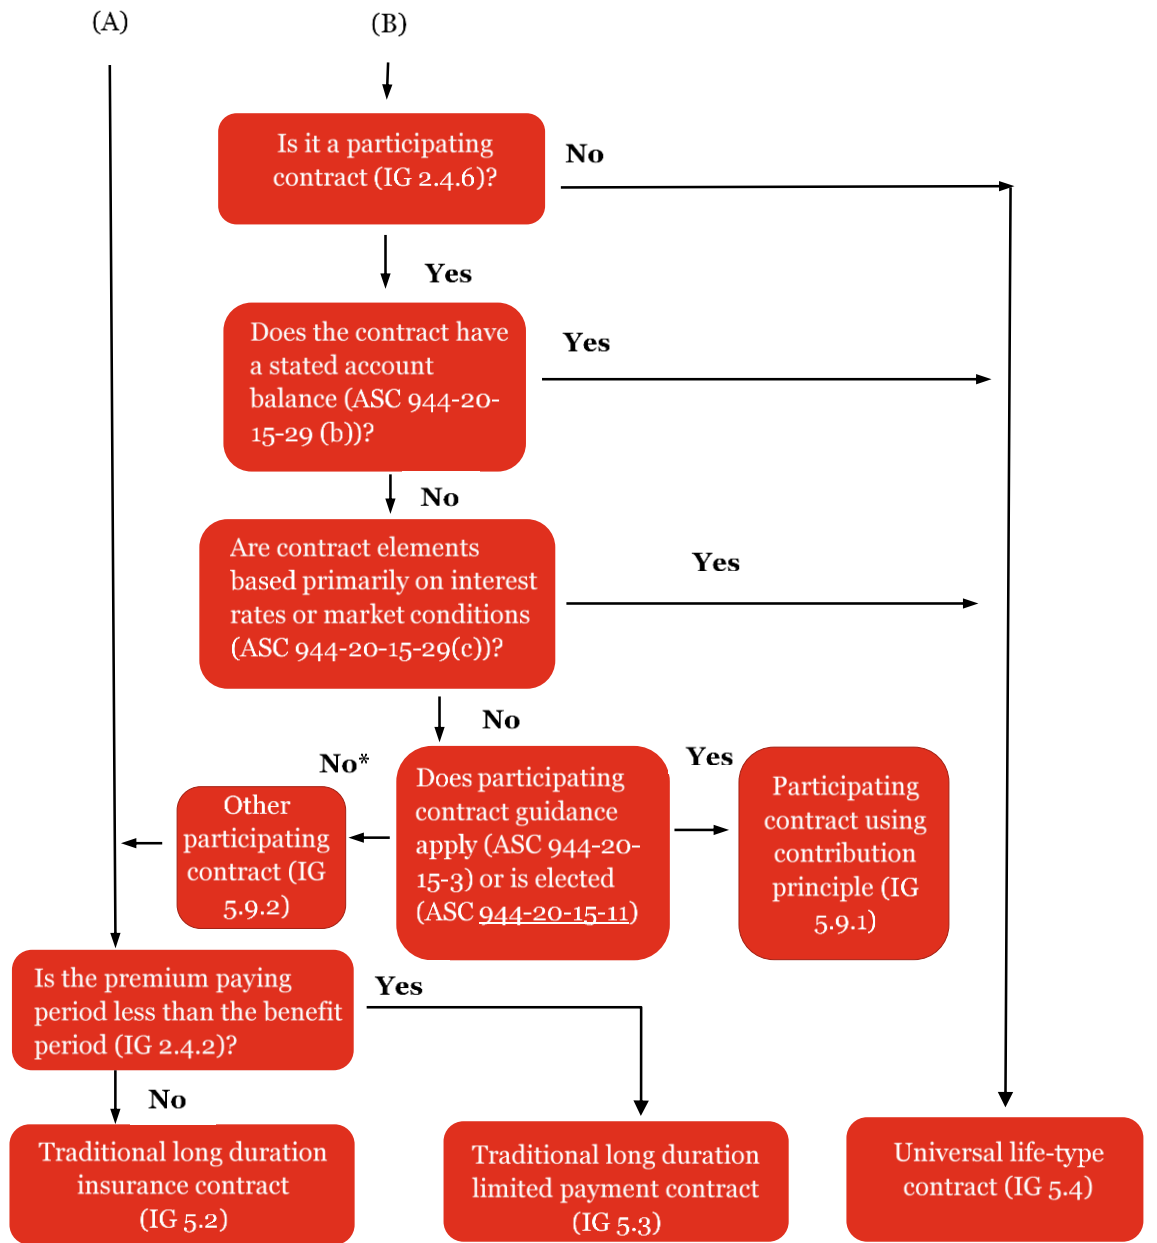 (A)
(B)
Is it a participating
contract (IG 2.4.6)?
No
Yes
Does the contract have
a stated account
balance (ASC 944-20-
15-29 (b))?
Yes
No
Are contract elements
based primarily on interest
rates or market conditions
(ASC 944-20-15-29(c))?
Yes
No
No*
Other
participating
contract (IG
5.9.2)
Does participating
contract guidance
apply (ASC 944-20-
15-3) or is elected
(ASC 944-20-15-11)
Yes
Participating
contract using
contribution
principle (IG
5.9.1)
Is the premium paying
period less than the benefit
period (IG 2.4.2)?
Yes
No
Traditional long duration
insurance contract
(IG 5.2)
Traditional long duration
limited payment contract
(IG 5.3)
Universal life-type
contract (IG 5.4)